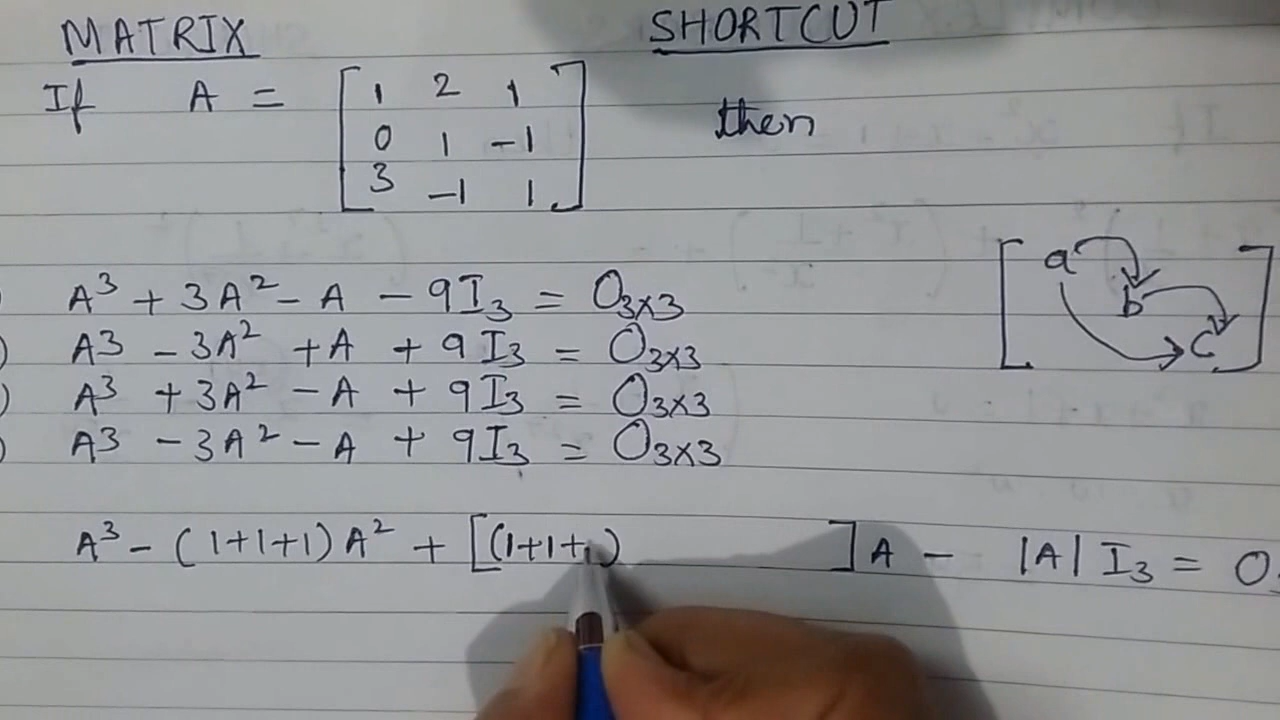 MATRIX SHORTCUT
If A = [ 1 2 1 then
0 1 -1
3 -1 1 ]
[ a
b
c ]
) A³ + 3A² - A - 9I₃ = O₃ₓ₃
) A³ - 3A² + A + 9I₃ = O₃ₓ₃
) A³ + 3A² - A + 9I₃ = O₃ₓ₃
) A³ - 3A² - A + 9I₃ = O₃ₓ₃
A³ - (1+1+1)A² + [(1+1+ ) ]A - |A| I₃ = O